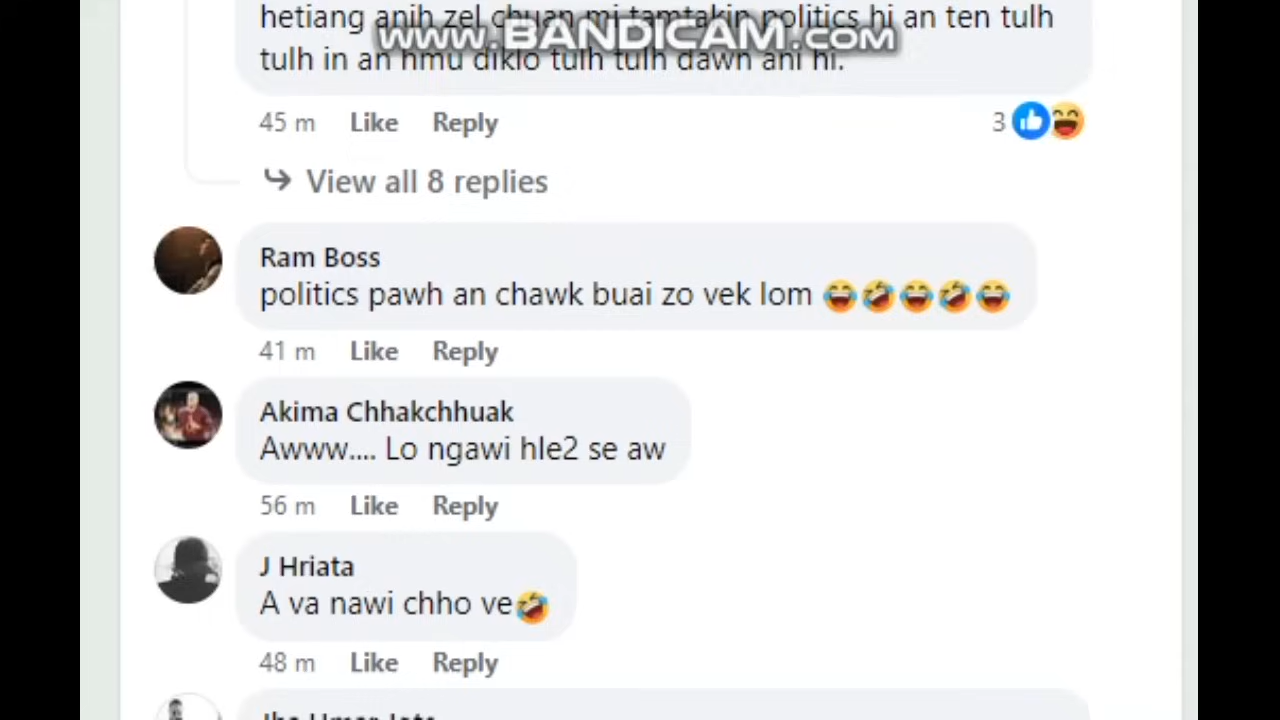 hetiang anih zel chuan mi tamtakin politics hi an ten tulh
www.BANDICAM.com
tulh in an hmu diklo tulh tulh dawn ani hi.
45 m Like Reply 3
View all 8 replies
Ram Boss
politics pawh an chawk buai zo vek lom 😂🤣😂🤣😂
41 m Like Reply
Akima Chhakchhuak
Awww.... Lo ngawi hle2 se aw
56 m Like Reply
J Hriata
A va nawi chho ve🤣
48 m Like Reply